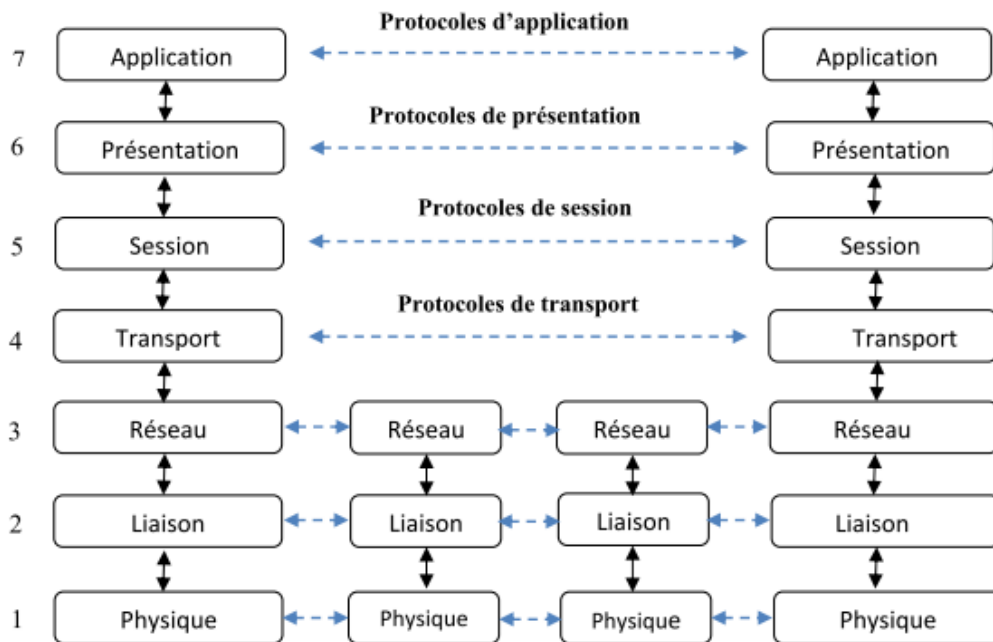 Protocoles d'application
7 Application Application
Protocoles de présentation
6 Présentation Présentation
Protocoles de session
5 Session Session
Protocoles de transport
4 Transport Transport
3 Réseau Réseau Réseau Réseau
2 Liaison Liaison Liaison Liaison
1 Physique Physique Physique Physique